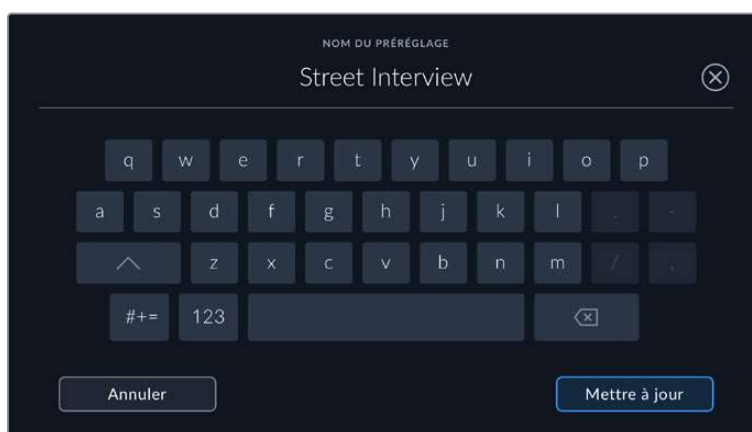 NOM DU PRÉRÉGLAGE
Street Interview
q w e r t y u i o p
a s d f g h j k l . -
z x c v b n m / ,
#+= 123
Annuler Mettre à jour